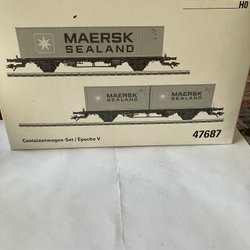 H0
MAERSK
SEALAND
MAERSK
SEALAND
MAERSK
SEALAND
Containerwagen-Set / Epoche V
47687